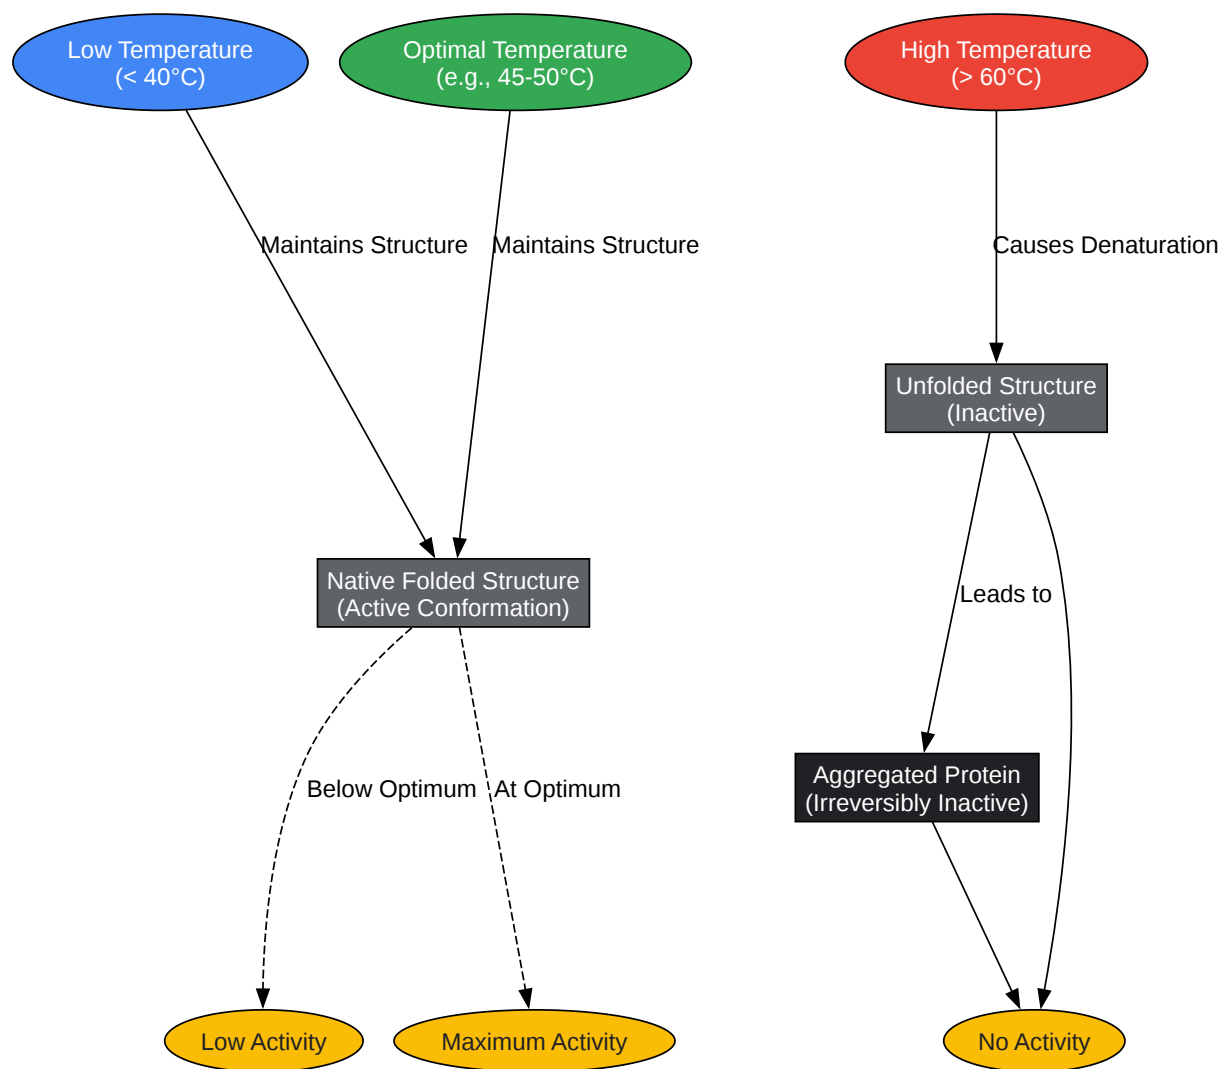 Low Temperature
(< 40°C)
Optimal Temperature
(e.g., 45-50°C)
High Temperature
(> 60°C)
Maintains Structure
Maintains Structure
Causes Denaturation
Unfolded Structure
(Inactive)
Native Folded Structure
(Active Conformation)
Leads to
Below Optimum
At Optimum
Aggregated Protein
(Irreversibly Inactive)
Low Activity
Maximum Activity
No Activity